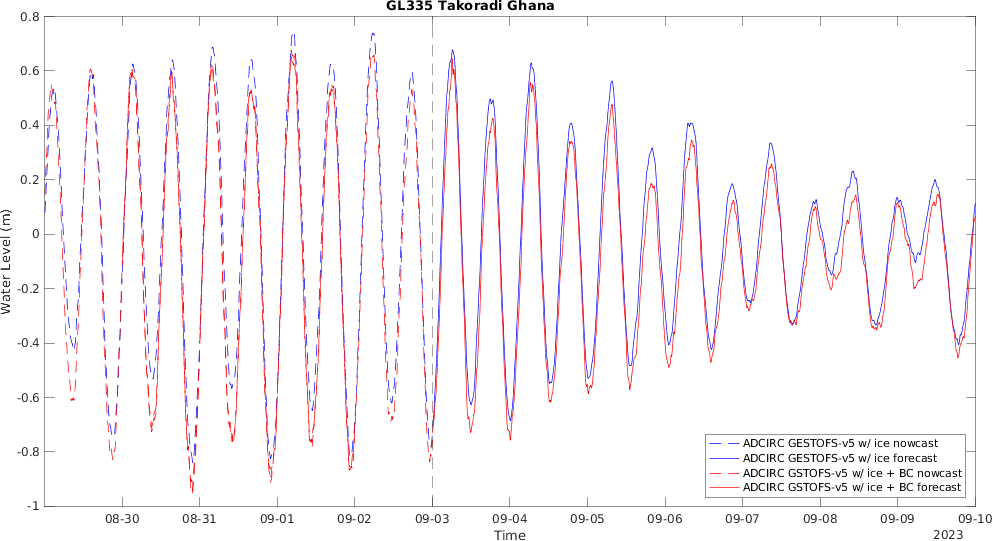 GL335 Takoradi Ghana
0.8
0.6
0.4
0.2
0
-0.2
-0.4
-0.6
-0.8
-1
Water Level (m)
08-30 08-31 09-01 09-02 09-03 09-04 09-05 09-06 09-07 09-08 09-09 09-10
Time
2023
ADCIRC GESTOFS-v5 w/ ice nowcast
ADCIRC GESTOFS-v5 w/ ice forecast
ADCIRC GSTOFS-v5 w/ ice + BC nowcast
ADCIRC GSTOFS-v5 w/ ice + BC forecast